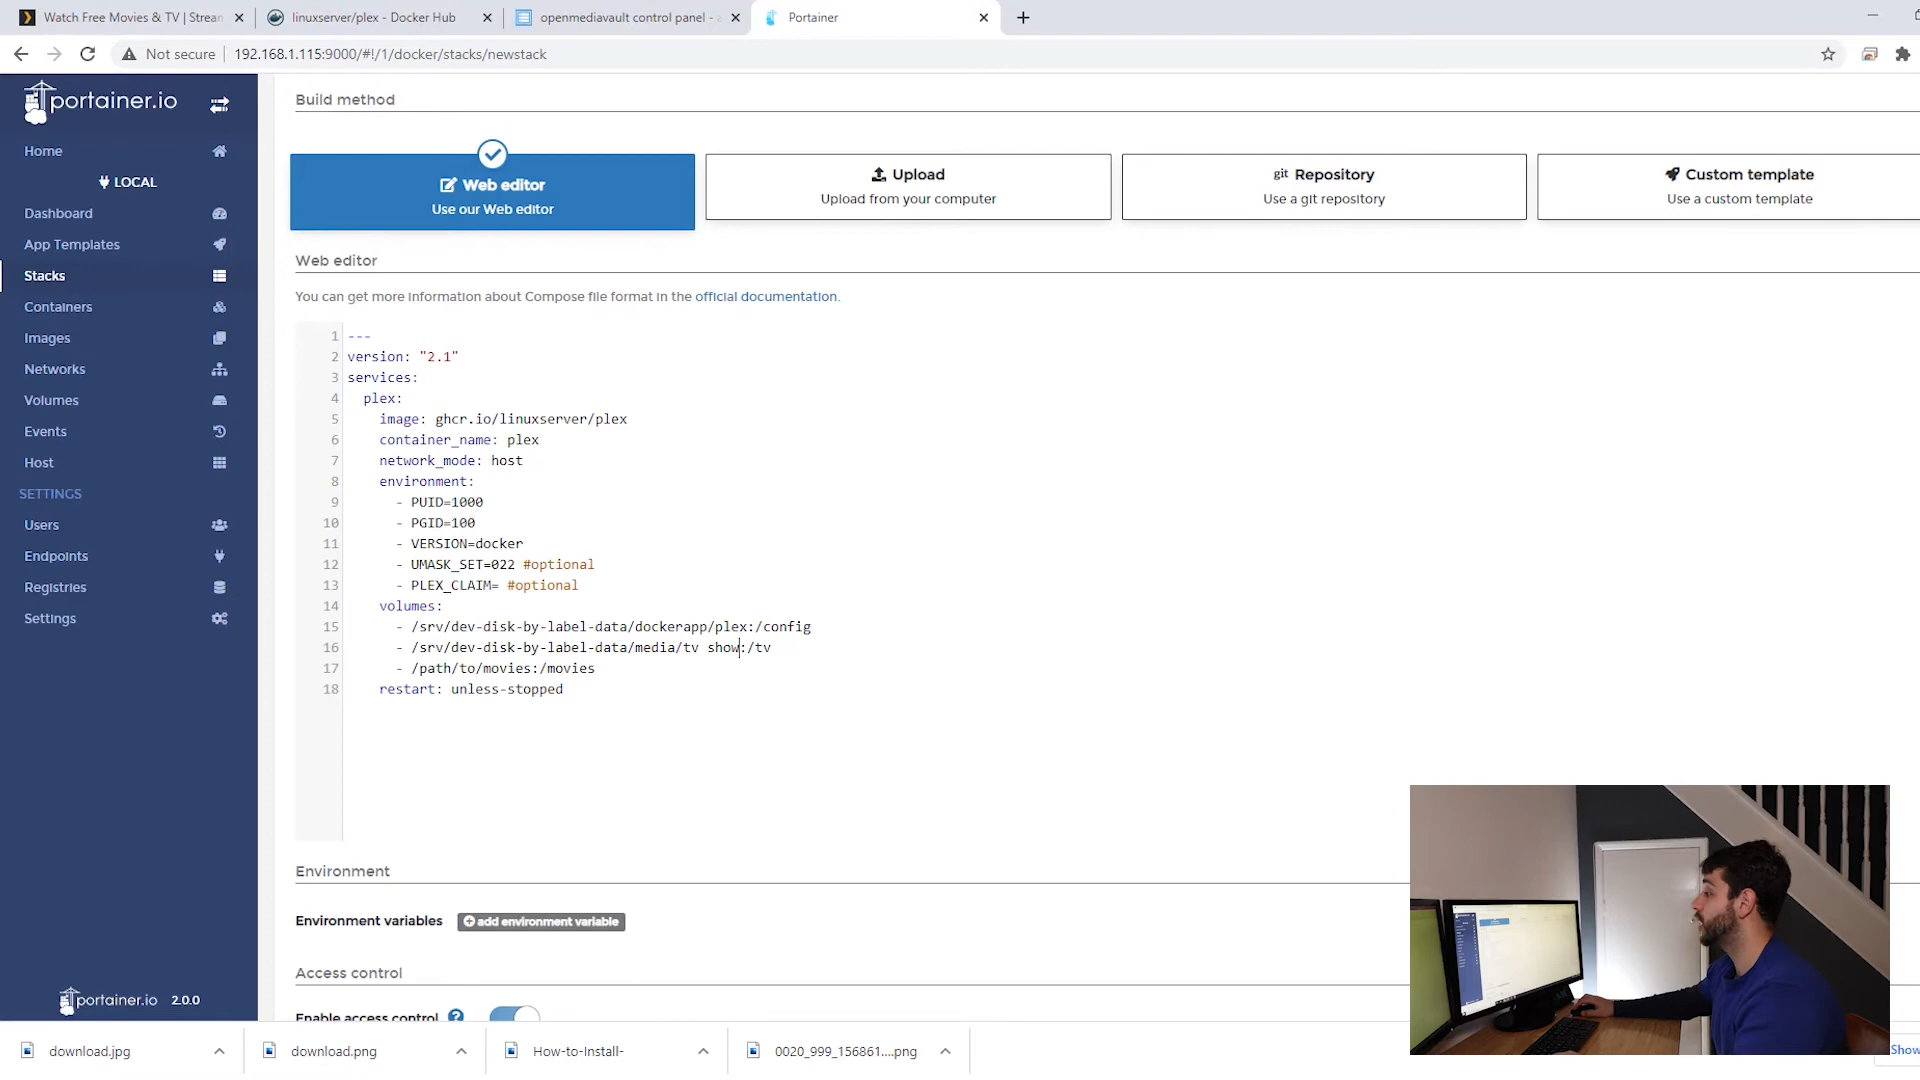 Watch Free Movies & TV | Stream
linuxserver/plex - Docker Hub
openmediavault control panel -
Portainer
Not secure
192.168.1.115:9000/#!/1/docker/stacks/newstack
portainer.io
Home
LOCAL
Dashboard
App Templates
Stacks
Containers
Images
Networks
Volumes
Events
Host
SETTINGS
Users
Endpoints
Registries
Settings
portainer.io 2.0.0
Build method
Web editor
Use our Web editor
Upload
Upload from your computer
git Repository
Use a git repository
Custom template
Use a custom template
Web editor
You can get more information about Compose file format in the official documentation.
1 ---
2 version: "2.1"
3 services:
4 plex:
5 image: ghcr.io/linuxserver/plex
6 container_name: plex
7 network_mode: host
8 environment:
9 - PUID=1000
10 - PGID=100
11 - VERSION=docker
12 - UMASK_SET=022 #optional
13 - PLEX_CLAIM= #optional
14 volumes:
15 - /srv/dev-disk-by-label-data/dockerapp/plex:/config
16 - /srv/dev-disk-by-label-data/media/tv show:/tv
17 - /path/to/movies:/movies
18 restart: unless-stopped
Environment
Environment variables
add environment variable
Access control
Enable access control
download.jpg
download.png
How-to-Install-
0020_999_156861....png
Show